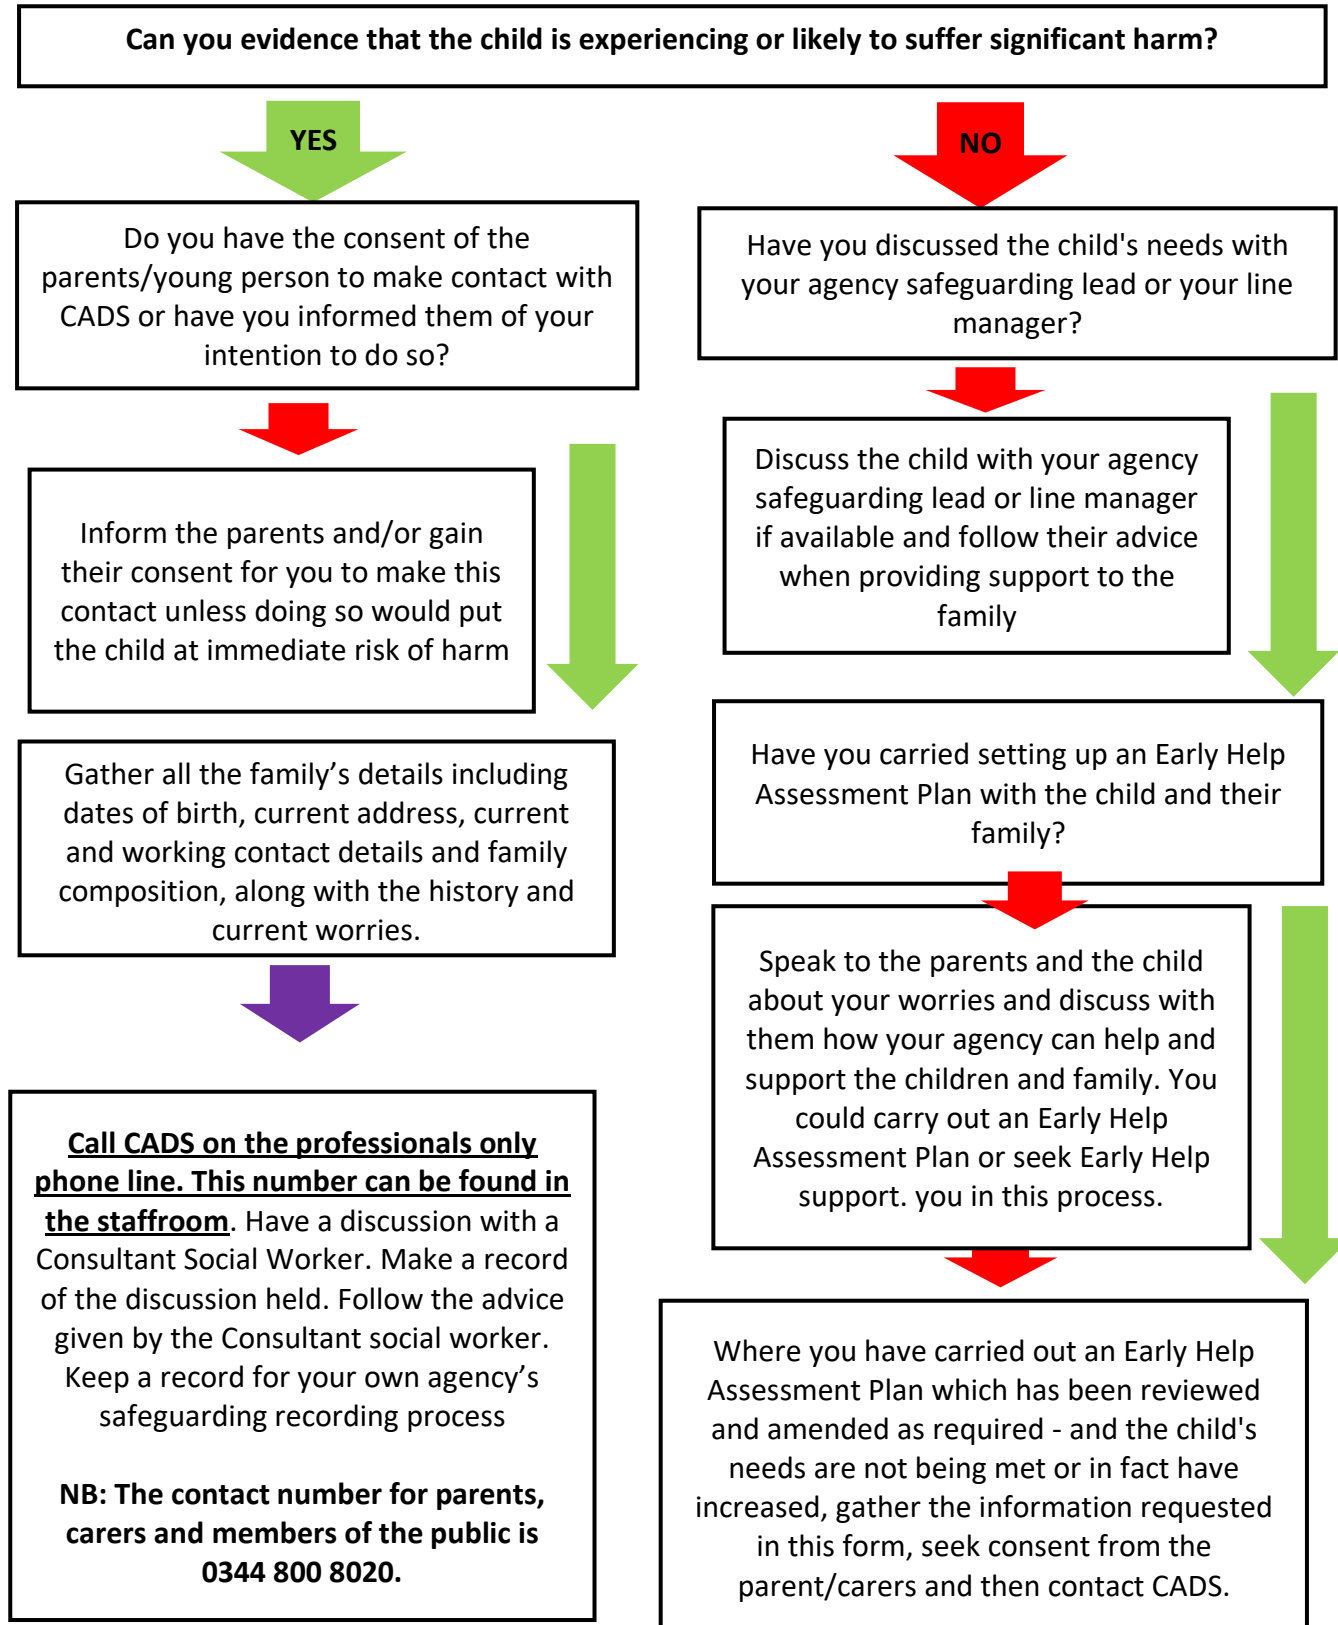 Can you evidence that the child is experiencing or likely to suffer significant harm?
YES
Do you have the consent of the
parents/young person to make contact with
CADS or have you informed them of your
intention to do so?
Inform the parents and/or gain
their consent for you to make this
contact unless doing so would put
the child at immediate risk of harm
Gather all the family’s details including
dates of birth, current address, current
and working contact details and family
composition, along with the history and
current worries.
Call CADS on the professionals only
phone line. This number can be found in
the staffroom. Have a discussion with a
Consultant Social Worker. Make a record
of the discussion held. Follow the advice
given by the Consultant social worker.
Keep a record for your own agency’s
safeguarding recording process
NB: The contact number for parents,
carers and members of the public is
0344 800 8020.
NO
Have you discussed the child's needs with
your agency safeguarding lead or your line
manager?
Discuss the child with your agency
safeguarding lead or line manager
if available and follow their advice
when providing support to the
family
Have you carried setting up an Early Help
Assessment Plan with the child and their
family?
Speak to the parents and the child
about your worries and discuss with
them how your agency can help and
support the children and family. You
could carry out an Early Help
Assessment Plan or seek Early Help
support. you in this process.
Where you have carried out an Early Help
Assessment Plan which has been reviewed
and amended as required - and the child's
needs are not being met or in fact have
increased, gather the information requested
in this form, seek consent from the
parent/carers and then contact CADS.